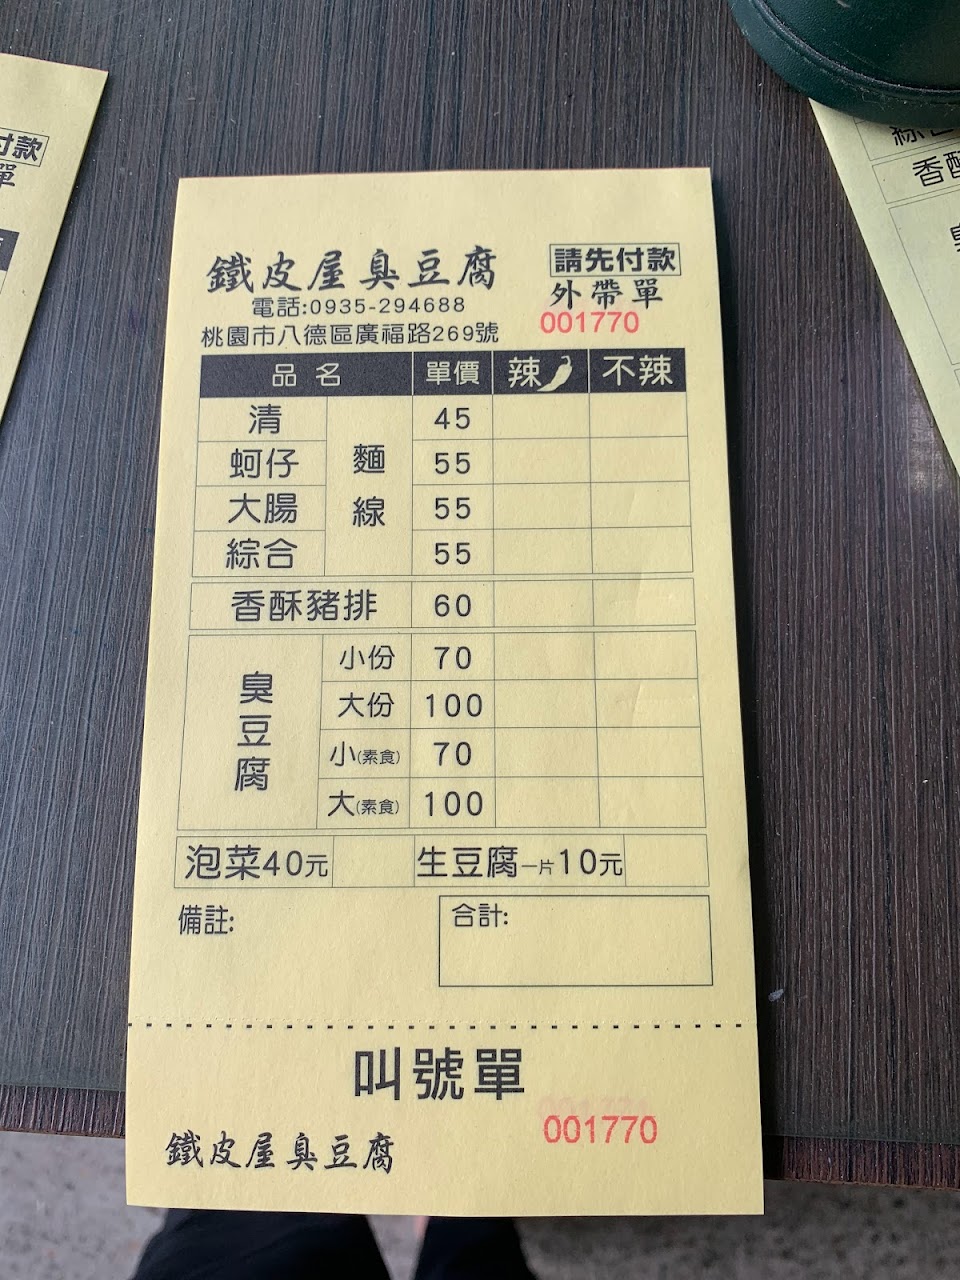 鐵皮屋臭豆腐
請先付款
電話:0935-294688
外帶單
桃園市八德區廣福路269號
001770
品名 單價 辣 不辣
清 麵線 45
蚵仔 55
大腸 55
綜合 55
香酥豬排 60
臭豆腐 小份 70
大份 100
小(素食) 70
大(素食) 100
泡菜40元 生豆腐一片10元
備註: 合計:
叫號單
001770
鐵皮屋臭豆腐
付款
單
香酥